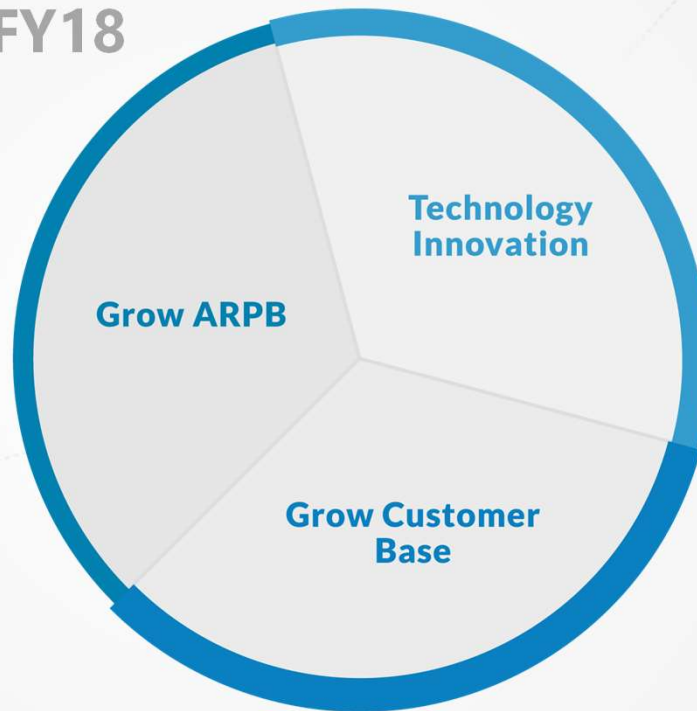 FY18
Technology
Innovation
Grow ARPB
Grow Customer
Base